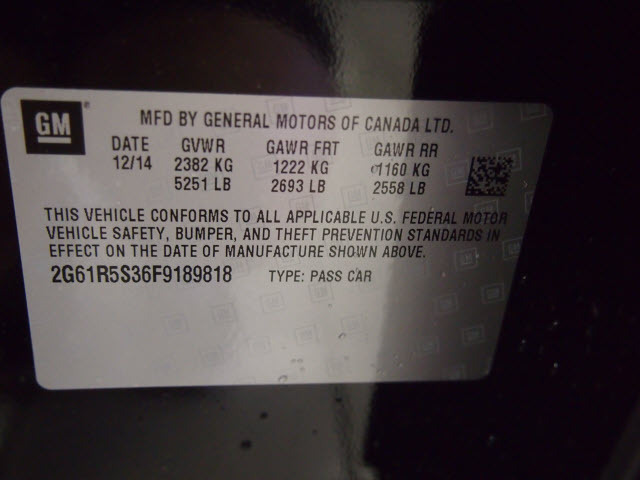 GM
MFD BY GENERAL MOTORS OF CANADA LTD.
DATE GVWR GAWR FRT GAWR RR
12/14 2382 KG 1222 KG 1160 KG
5251 LB 2693 LB 2558 LB
THIS VEHICLE CONFORMS TO ALL APPLICABLE U.S. FEDERAL MOTOR
VEHICLE SAFETY, BUMPER, AND THEFT PREVENTION STANDARDS IN
EFFECT ON THE DATE OF MANUFACTURE SHOWN ABOVE.
2G61R5S36F9189818 TYPE: PASS CAR